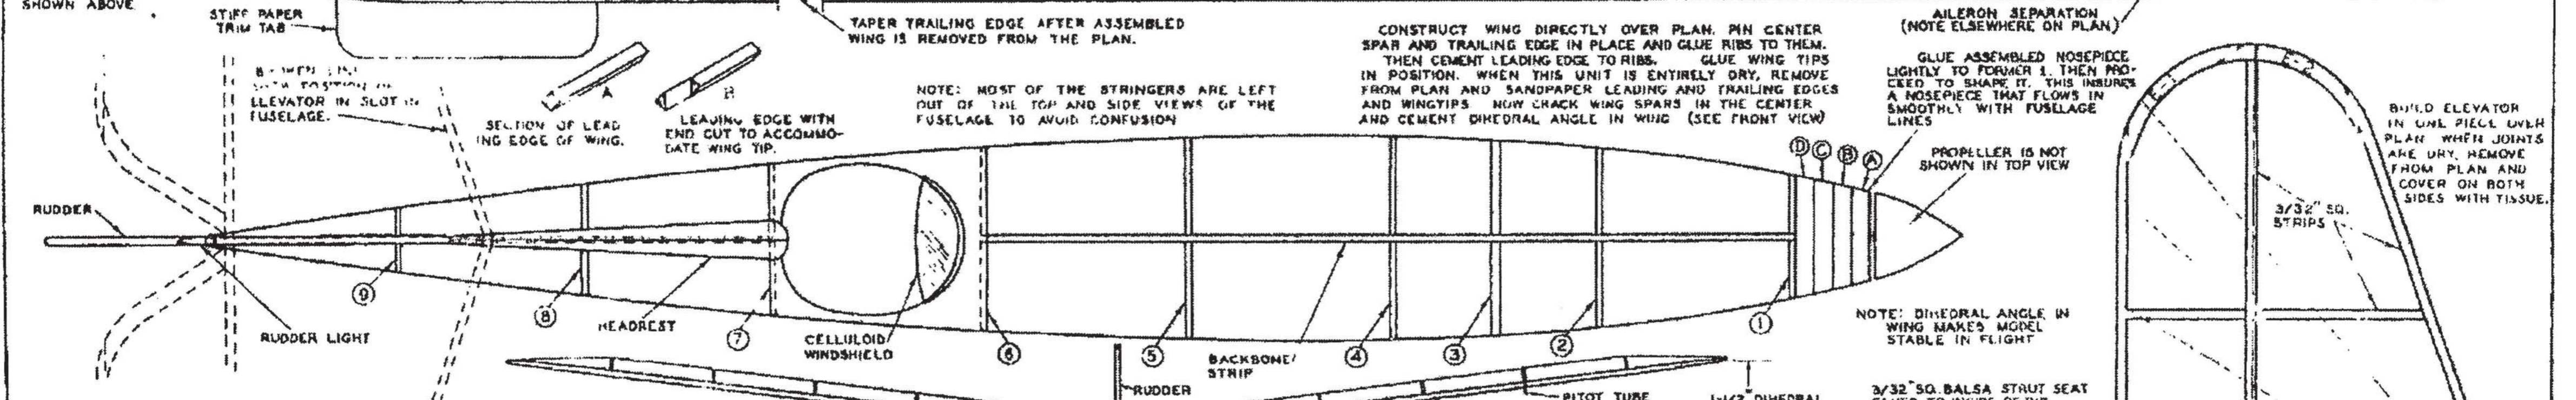 SHOWN ABOVE
STIFF PAPER
TRIM TAB
TAPER TRAILING EDGE AFTER ASSEMBLED
WING IS REMOVED FROM THE PLAN.
CONSTRUCT WING DIRECTLY OVER PLAN. PIN CENTER
SPAR AND TRAILING EDGE IN PLACE AND GLUE RIBS TO THEM.
THEN CEMENT LEADING EDGE TO RIBS. GLUE WING TIPS
IN POSITION. WHEN THIS UNIT IS ENTIRELY DRY, REMOVE
FROM PLAN AND SANDPAPER LEADING AND TRAILING EDGES
AND WINGTIPS NOW CRACK WING SPARS IN THE CENTER
AND CEMENT DIHEDRAL ANGLE IN WING (SEE FRONT VIEW)
AILERON SEPARATION
(NOTE ELSEWHERE ON PLAN)
GLUE ASSEMBLED NOSEPIECE
LIGHTLY TO FORMER 1. THEN PRO-
CEED TO SHAPE IT. THIS INSURES
A NOSEPIECE THAT FLOWS IN
SMOOTHLY WITH FUSELAGE
LINES
BROKEN LINE
POSITION OF
ELEVATOR IN SLOT IN
FUSELAGE.
A
B
SECTION OF LEAD
ING EDGE OF WING.
LEADING EDGE WITH
END CUT TO ACCOMMO-
DATE WING TIP.
NOTE: MOST OF THE STRINGERS ARE LEFT
OUT OF THE TOP AND SIDE VIEWS OF THE
FUSELAGE TO AVOID CONFUSION
D C B A
PROPELLER IS NOT
SHOWN IN TOP VIEW
BUILD ELEVATOR
IN ONE PIECE OVER
PLAN WHEN JOINTS
ARE DRY, REMOVE
FROM PLAN AND
COVER ON BOTH
SIDES WITH TISSUE.
3/32" SQ.
STRIPS
RUDDER
RUDDER LIGHT
9
8
HEADREST
7
CELLULOID
WINDSHIELD
6
5
BACKBONE
STRIP
4
3
2
1
NOTE: DIHEDRAL ANGLE IN
WING MAKES MODEL
STABLE IN FLIGHT
RUDDER
PITOT TUBE
DIHEDRAL
3/32" SQ. BALSA STRUT SEAT